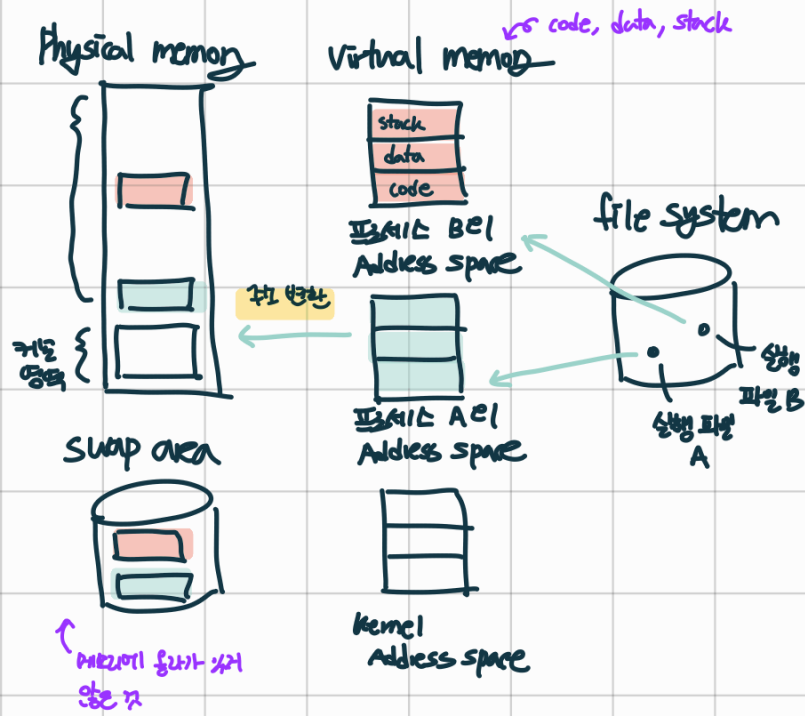 code, data, stack
Physical memory
Virtual memory
stack
data
code
프로세스 B의
Address space
file system
주소 변환
커널
영역
실행
파일 B
실행 파일
A
프로세스 A의
Address space
swap area
Kernel
Address space
메모리에 올라가 있지
않은 것